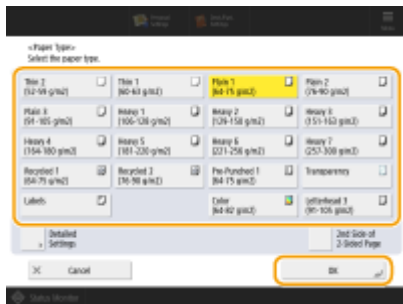 <Paper Type>
Select the paper type.
Thin 2
(52-59 g/m2)
Thin 1
(60-63 g/m2)
Plain 1
(64-75 g/m2)
Plain 2
(76-90 g/m2)
Plain 3
(91-105 g/m2)
Heavy 1
(106-128 g/m2)
Heavy 2
(129-150 g/m2)
Heavy 3
(151-163 g/m2)
Heavy 4
(164-180 g/m2)
Heavy 5
(181-220 g/m2)
Heavy 6
(221-256 g/m2)
Heavy 7
(257-300 g/m2)
Recycled 1
(64-75 g/m2)
Recycled 2
(76-90 g/m2)
Pre-Punched 1
(64-75 g/m2)
Transparency
Labels
Color
(64-82 g/m2)
Letterhead 1
(91-105 g/m2)
Detailed
Settings
2nd Side of
2-Sided Page
Cancel
OK
Status Monitor